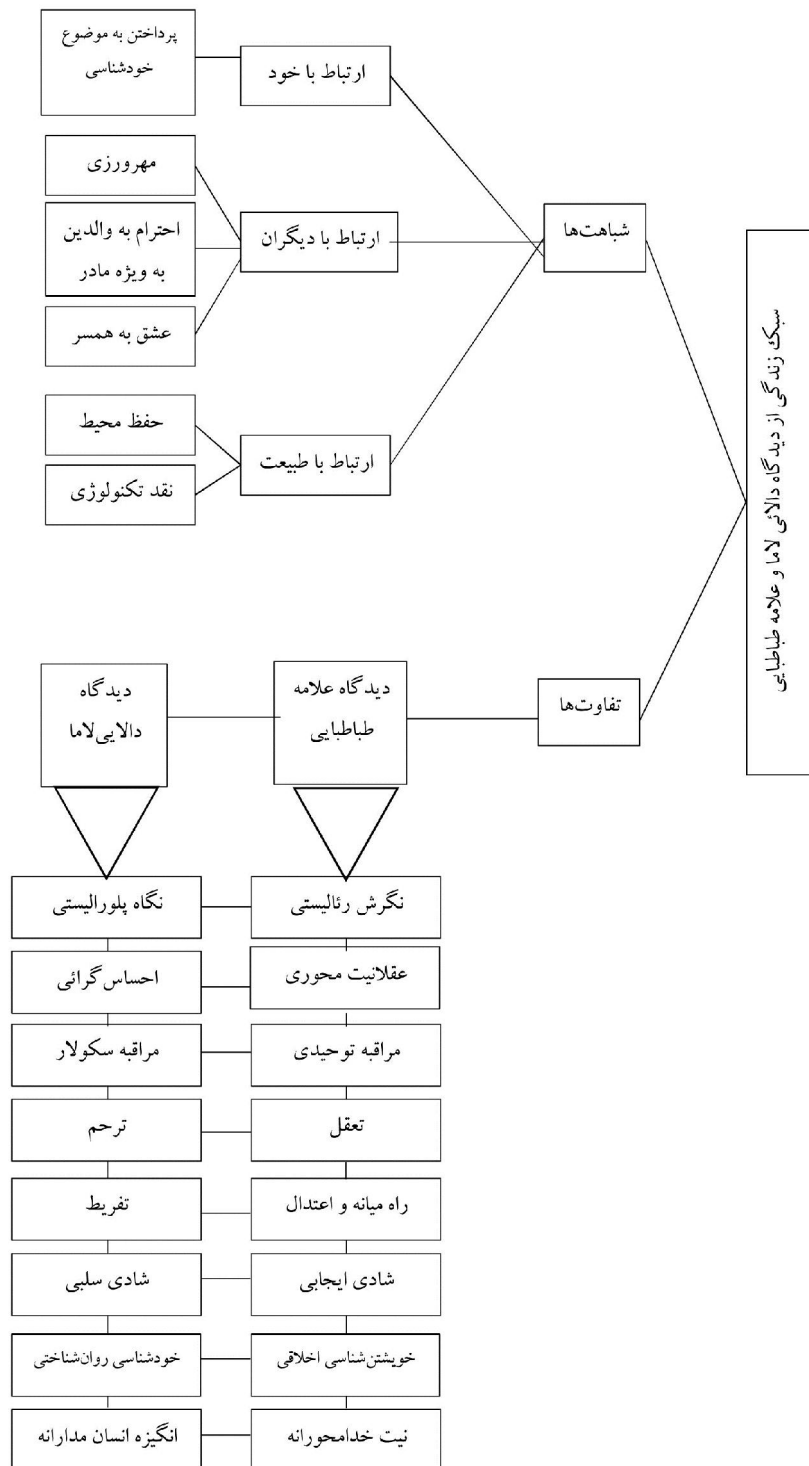 سبک زندگی از دیدگاه دالائی لاما و علامه طباطبایی
شباهت‌ها
ارتباط با خود
پرداختن به موضوع
خودشناسی
ارتباط با دیگران
مهرورزی
احترام به والدین
به ویژه مادر
عشق به همسر
ارتباط با طبیعت
حفظ محیط
نقد تکنولوژی
تفاوت‌ها
دیدگاه علامه
طباطبایی
دیدگاه
دالایی‌لاما
نگرش رئالیستی
نگاه پلورالیستی
عقلانیت محوری
احساس‌گرائی
مراقبه توحیدی
مراقبه سکولار
تعقل
ترحم
راه میانه و اعتدال
تفریط
شادی ایجابی
شادی سلبی
خویشتن‌شناسی اخلاقی
خودشناسی روان‌شناختی
نیت خدامحورانه
انگیزه انسان مدارانه